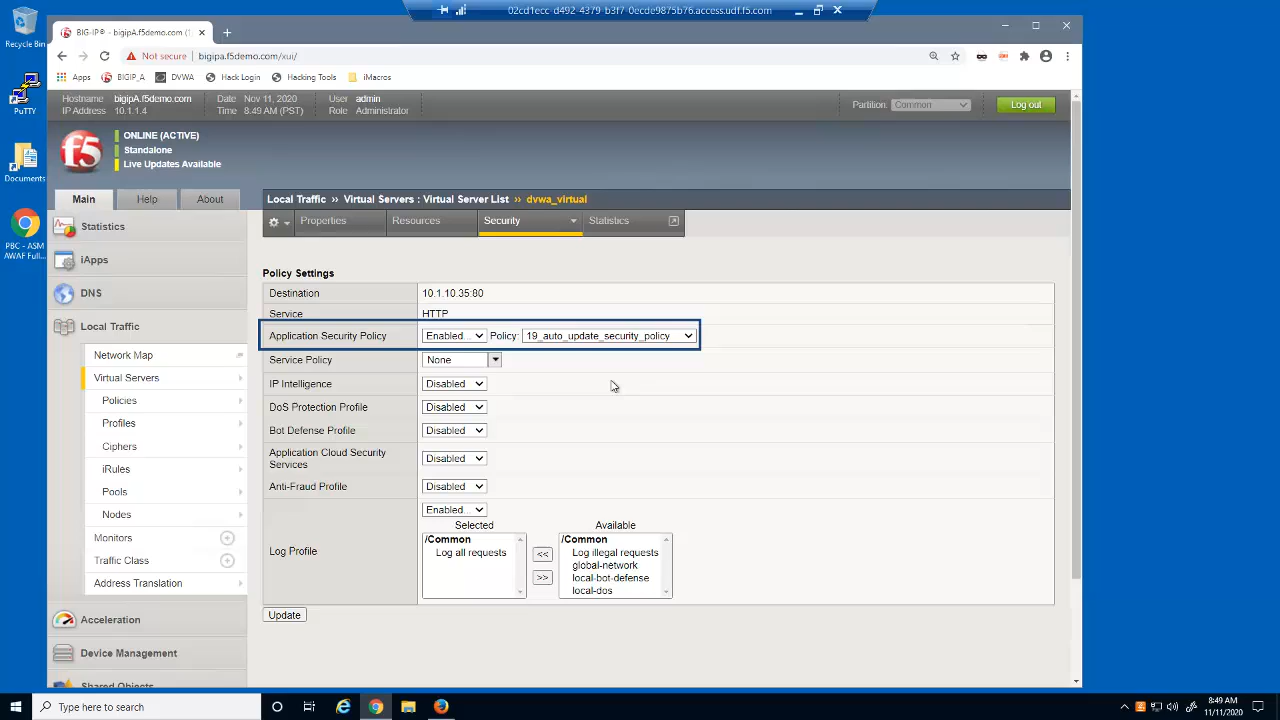 02cd1ecc-d492-4379-b3f7-0ecde9875b76.access.udf.f5.com
Recycle Bin
PuTTY
Documents
PBC - ASM
AWAF Full...
BIG-IP® - bigipA.f5demo.com (1
Not secure | bigipa.f5demo.com/xui/
Apps BIGIP_A DVWA Hack Login Hacking Tools iMacros
Hostname bigipA.f5demo.com Date Nov 11, 2020 User admin
IP Address 10.1.1.4 Time 8:49 AM (PST) Role Administrator
Partition: Common Log out
f5
ONLINE (ACTIVE)
Standalone
Live Updates Available
Main Help About
Local Traffic ›› Virtual Servers : Virtual Server List ›› dvwa_virtual
Properties Resources Security Statistics
Statistics
iApps
DNS
Local Traffic
Network Map
Virtual Servers
Policies
Profiles
Ciphers
iRules
Pools
Nodes
Monitors
Traffic Class
Address Translation
Acceleration
Device Management
Shared Objects
Policy Settings
Destination 10.1.10.35:80
Service HTTP
Application Security Policy Enabled... Policy: 19_auto_update_security_policy
Service Policy None
IP Intelligence Disabled
DoS Protection Profile Disabled
Bot Defense Profile Disabled
Application Cloud Security
Services Disabled
Anti-Fraud Profile Disabled
Log Profile
Enabled...
Selected Available
/Common /Common
Log all requests << Log illegal requests
global-network
>> local-bot-defense
local-dos
Update
Type here to search
8:49 AM
11/11/2020